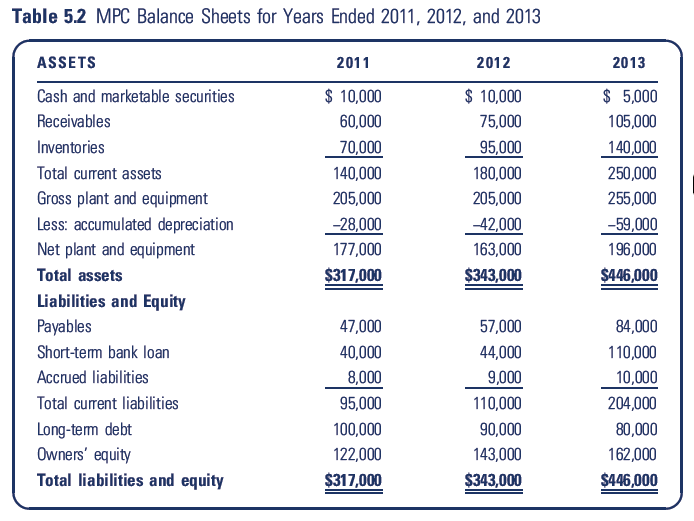 Table 5.2 MPC Balance Sheets for Years Ended 2011, 2012, and 2013
ASSETS 2011 2012 2013
Cash and marketable securities $ 10,000 $ 10,000 $ 5,000
Receivables 60,000 75,000 105,000
Inventories 70,000 95,000 140,000
Total current assets 140,000 180,000 250,000
Gross plant and equipment 205,000 205,000 255,000
Less: accumulated depreciation –28,000 –42,000 –59,000
Net plant and equipment 177,000 163,000 196,000
Total assets $317,000 $343,000 $446,000
Liabilities and Equity
Payables 47,000 57,000 84,000
Short-term bank loan 40,000 44,000 110,000
Accrued liabilities 8,000 9,000 10,000
Total current liabilities 95,000 110,000 204,000
Long-term debt 100,000 90,000 80,000
Owners' equity 122,000 143,000 162,000
Total liabilities and equity $317,000 $343,000 $446,000